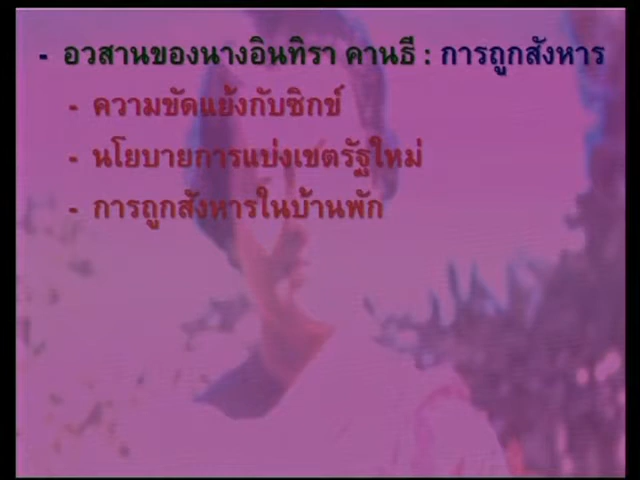 - อวสานของนางอินทิรา คานธี : การถูกสังหาร
- ความขัดแย้งกับซิกข์
- นโยบายการแบ่งเขตรัฐใหม่
- การถูกสังหารในบ้านพัก